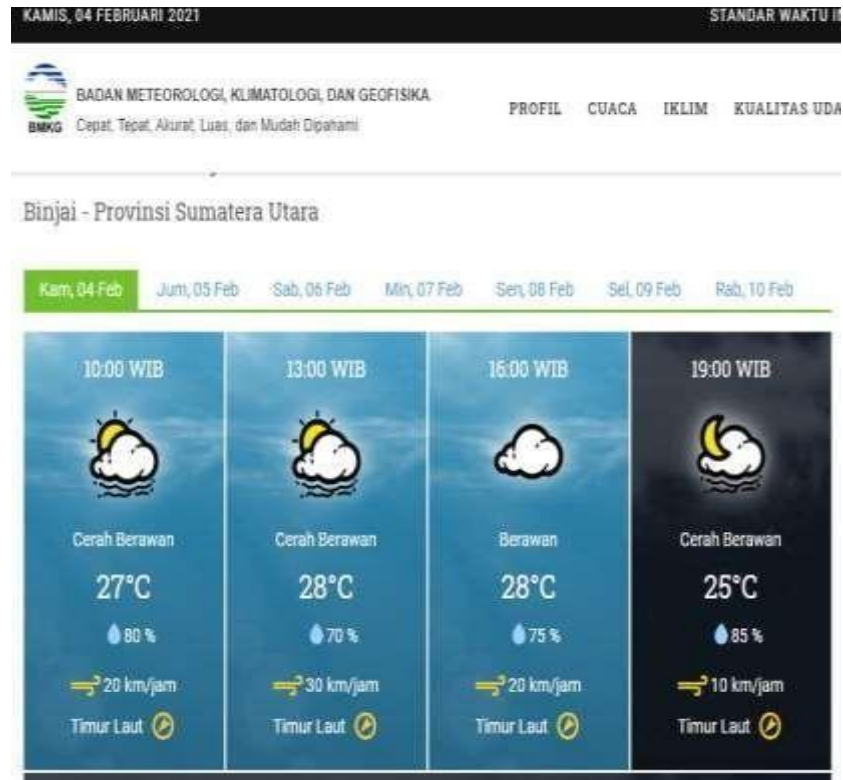 KAMIS, 04 FEBRUARI 2021
STANDAR WAKTU
BADAN METEOROLOGI, KLIMATOLOGI, DAN GEOFISIKA
BMKG
Cepat, Tepat, Akurat, Luas, dan Mudah Dipahami
PROFIL CUACA IKLIM KUALITAS
Binjai - Provinsi Sumatera Utara
Kam, 04 Feb Jum, 05 Feb Sab, 06 Feb Min, 07 Feb Sen, 08 Feb Sel, 09 Feb Rab, 10 Feb
10:00 WIB 13:00 WIB 16:00 WIB 19:00 WIB
Cerah Berawan Cerah Berawan Berawan Cerah Berawan
27°C 28°C 28°C 25°C
80 % 70 % 75 % 85 %
20 km/jam 30 km/jam 20 km/jam 10 km/jam
Timur Laut Timur Laut Timur Laut Timur Laut